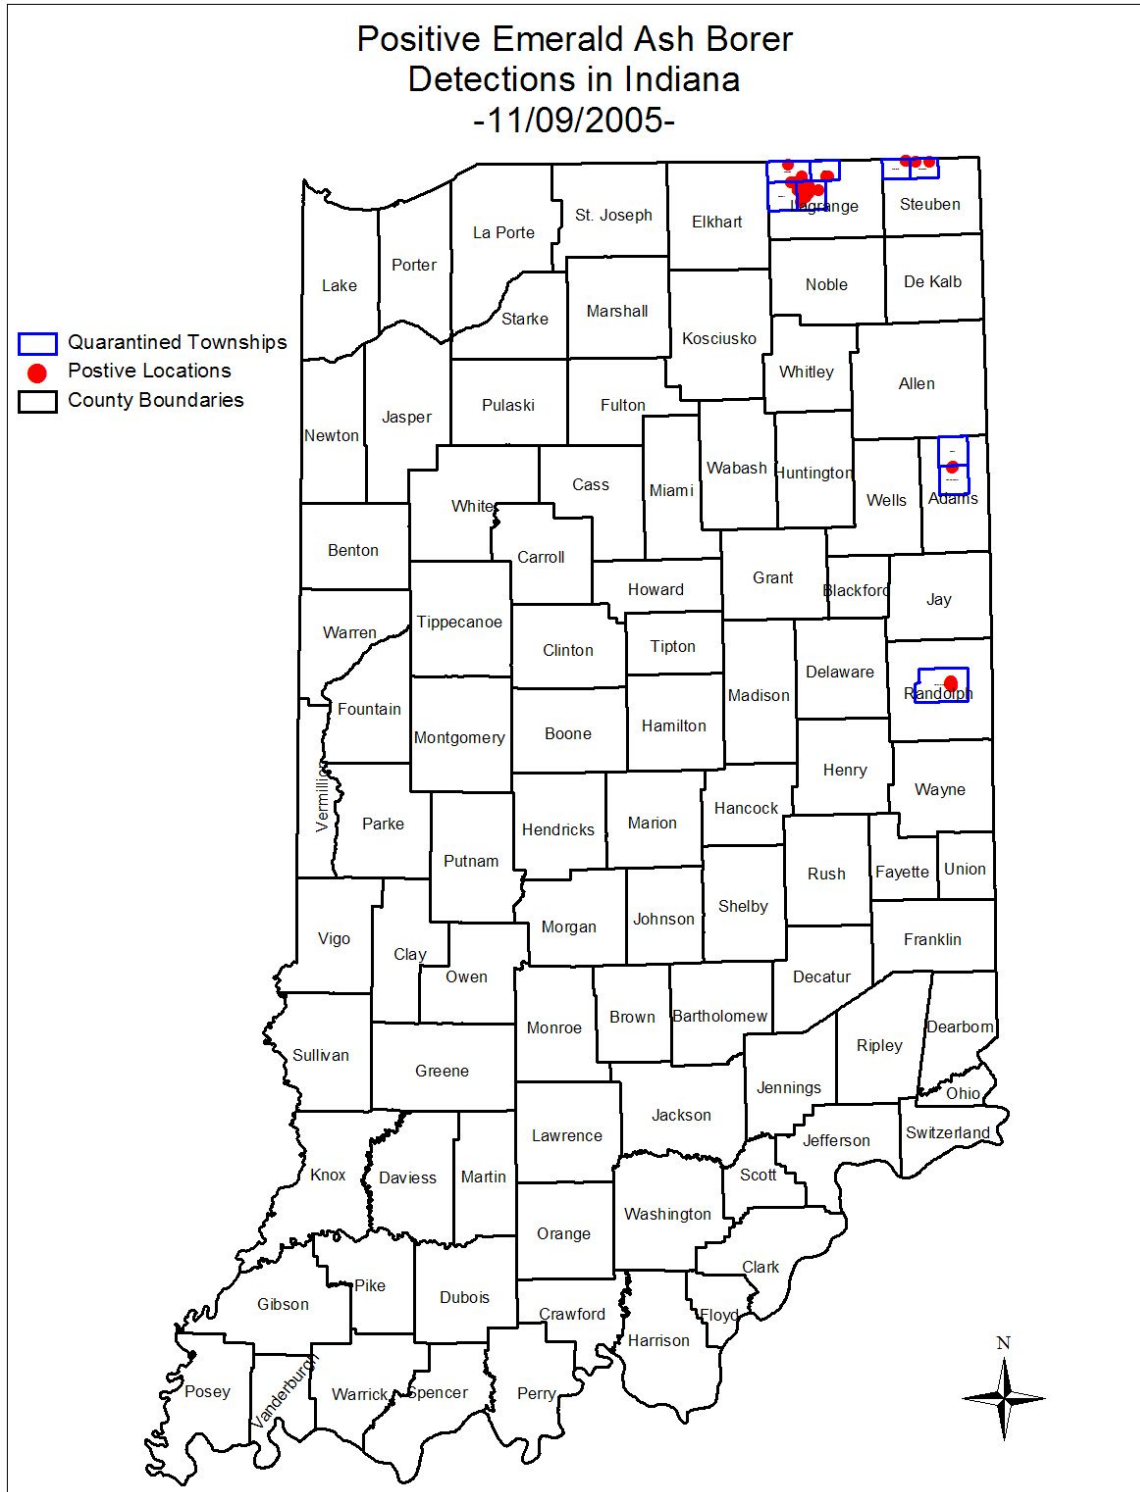 Positive Emerald Ash Borer
Detections in Indiana
-11/09/2005-
Quarantined Townships
Postive Locations
County Boundaries
Lake
Porter
La Porte
St. Joseph
Elkhart
Lagrange
Steuben
Noble
De Kalb
Starke
Marshall
Kosciusko
Whitley
Allen
Newton
Jasper
Pulaski
Fulton
White
Cass
Miami
Wabash
Huntington
Wells
Adams
Benton
Carroll
Howard
Grant
Blackford
Jay
Warren
Tippecanoe
Clinton
Tipton
Delaware
Randolph
Fountain
Montgomery
Boone
Hamilton
Madison
Vermillion
Parke
Putnam
Hendricks
Marion
Hancock
Henry
Wayne
Rush
Fayette
Union
Vigo
Clay
Owen
Morgan
Johnson
Shelby
Decatur
Franklin
Sullivan
Greene
Monroe
Brown
Bartholomew
Jennings
Ripley
Dearborn
Ohio
Switzerland
Knox
Daviess
Martin
Lawrence
Jackson
Jefferson
Scott
Orange
Washington
Clark
Gibson
Pike
Dubois
Crawford
Harrison
Floyd
Posey
Vanderburgh
Warrick
Spencer
Perry
N